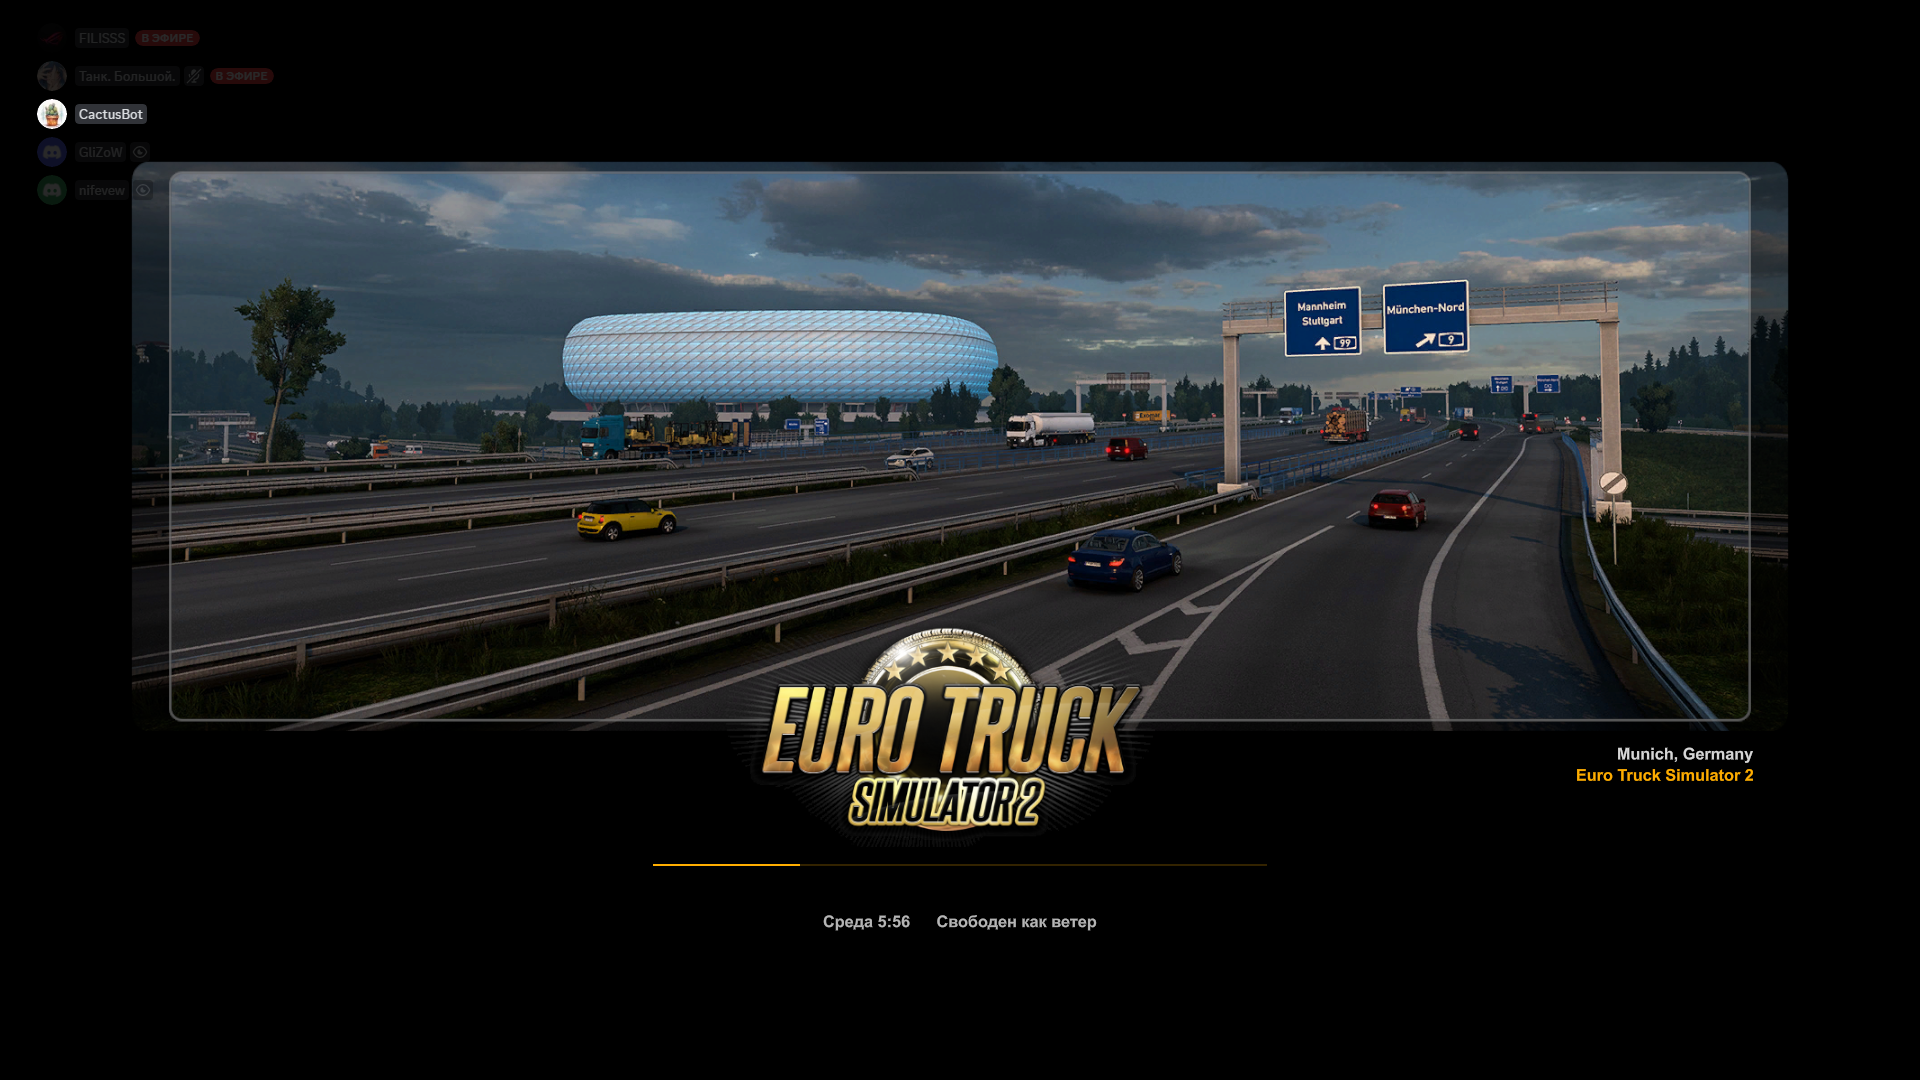 FILISSS В ЭФИРЕ
Танк. Большой. В ЭФИРЕ
CactusBot
GliZoW
nifevew
Mannheim
Stuttgart
99
München-Nord
9
EURO TRUCK
SIMULATOR 2
Munich, Germany
Euro Truck Simulator 2
Среда 5:56 Свободен как ветер